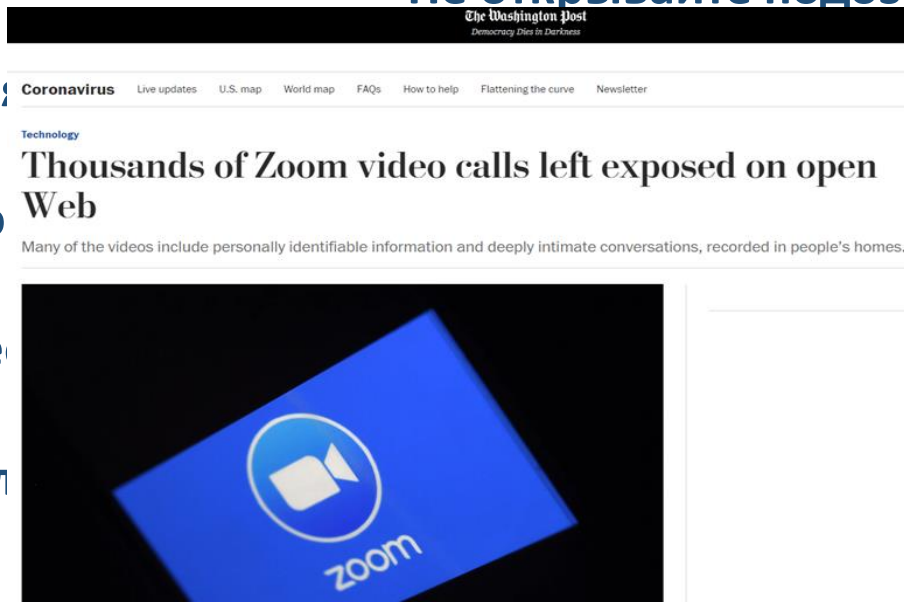 Не открывайте
The Washington Post
Democracy Dies in Darkness
Coronavirus Live updates U.S. map World map FAQs How to help Flattening the curve Newsletter
Technology
Thousands of Zoom video calls left exposed on open
Web
Many of the videos include personally identifiable information and deeply intimate conversations, recorded in people's homes.
zoom